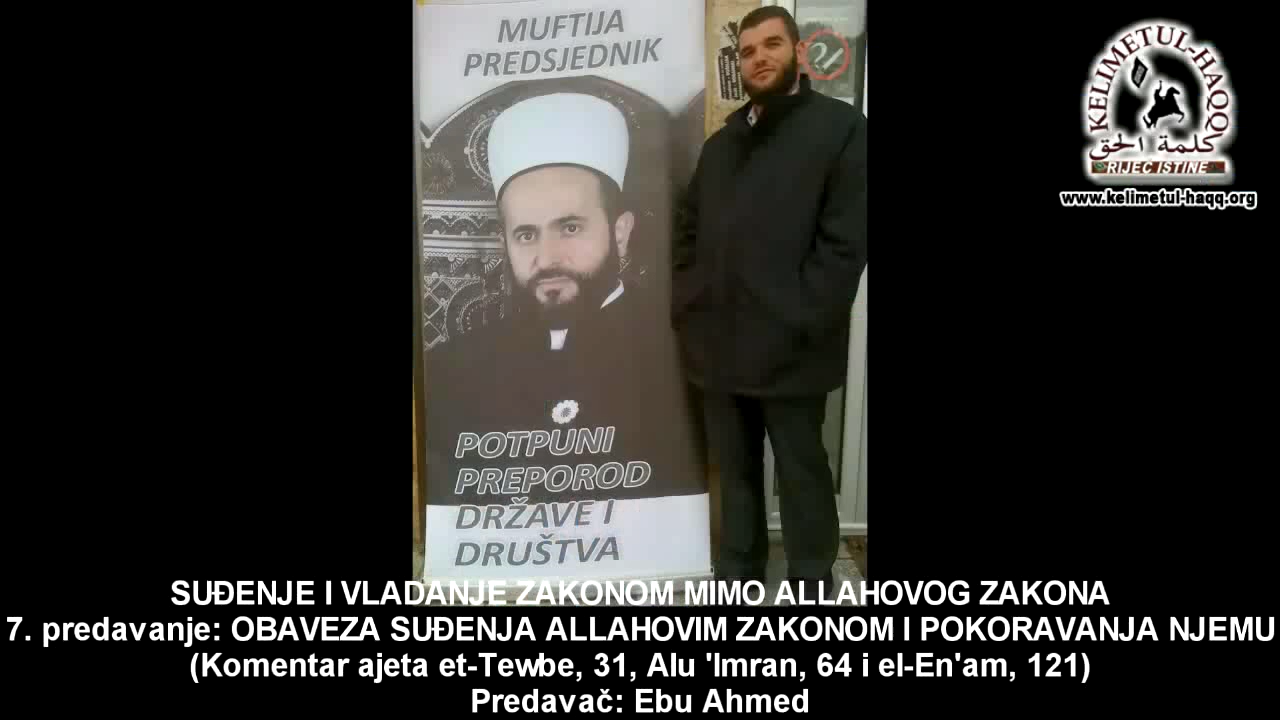 MUFTIJA
PREDSJEDNIK
POTPUNI
PREPOROD
DRŽAVE I
DRUŠTVA
KELIMETUL-HAQQ
كلمة الحق
RIJEC ISTINE
www.kelimetul-haqq.org
SUĐENJE I VLADANJE ZAKONOM MIMO ALLAHOVOG ZAKONA
7. predavanje: OBAVEZA SUĐENJA ALLAHOVIM ZAKONOM I POKORAVANJA NJEMU
(Komentar ajeta et-Tewbe, 31, Alu 'Imran, 64 i el-En'am, 121)
Predavač: Ebu Ahmed